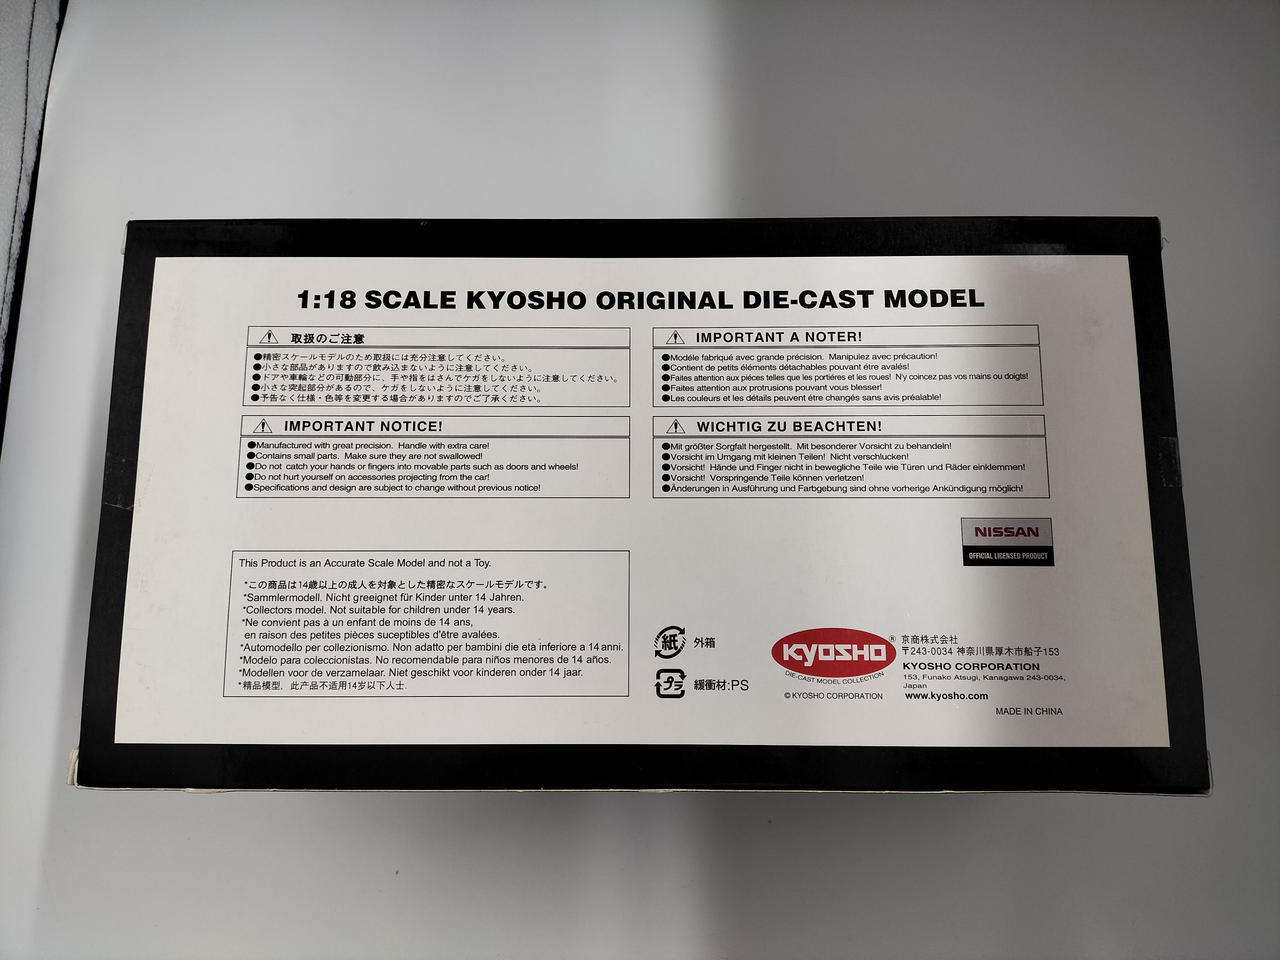 1:18 SCALE KYOSHO ORIGINAL DIE-CAST MODEL
取扱のご注意
●精密スケールモデルのため取扱には充分注意してください。
●小さな部品がありますので飲み込まないように注意してください。
●ドアや車輪などの可動部分に、手や指をはさんでケガをしないように注意してください。
●小さな突起部分があるので、ケガをしないように注意してください。
●予告なく仕様・色等を変更する場合がありますのでご了承ください。
IMPORTANT A NOTER!
●Modéle fabriqué avec grande précision. Manipulez avec précaution!
●Contient de petits éléments détachables pouvant étre avalés!
●Faites attention aux piéces telles que les portiéres et les roues! N'y coincez pas vos mains ou doigts!
●Faites attention aux protrusions pouvant vous blesser!
●Les couleurs et les détails peuvent étre changés sans avis préalable!
IMPORTANT NOTICE!
●Manufactured with great precision. Handle with extra care!
●Contains small parts. Make sure they are not swallowed!
●Do not catch your hands or fingers into movable parts such as doors and wheels!
●Do not hurt yourself on accessories projecting from the car!
●Specifications and design are subject to change without previous notice!
WICHTIG ZU BEACHTEN!
●Mit größter Sorgfalt hergestellt. Mit besonderer Vorsicht zu behandeln!
●Vorsicht im Umgang mit kleinen Teilen! Nicht verschlucken!
●Vorsicht! Hände und Finger nicht in bewegliche Teile wie Türen und Räder einklemmen!
●Vorsicht! Vorspringende Teile können verletzen!
●Änderungen in Ausführung und Farbgebung sind ohne vorherige Ankündigung möglich!
NISSAN
OFFICIAL LICENSED PRODUCT
This Product is an Accurate Scale Model and not a Toy.
*この商品は14歳以上の成人を対象とした精密なスケールモデルです。
*Sammlermodell. Nicht greeignet für Kinder unter 14 Jahren.
*Collectors model. Not suitable for children under 14 years.
*Ne convient pas à un enfant de moins de 14 ans,
en raison des petites pièces suceptibles d'être avalées.
*Automodello per collezionismo. Non adatto per bambini die età inferiore a 14 anni.
*Modelo para coleccionistas. No recomendable para niños menores de 14 años.
*Modellen voor de verzamelaar. Niet geschikt voor kinderen onder 14 jaar.
*精品模型，此产品不适用14岁以下人士.
紙 外箱
プラ 緩衝材:PS
KYOSHO®
DIE-CAST MODEL COLLECTION
© KYOSHO CORPORATION
京商株式会社
〒243-0034 神奈川県厚木市船子153
KYOSHO CORPORATION
153, Funako Atsugi, Kanagawa 243-0034,
Japan
www.kyosho.com
MADE IN CHINA